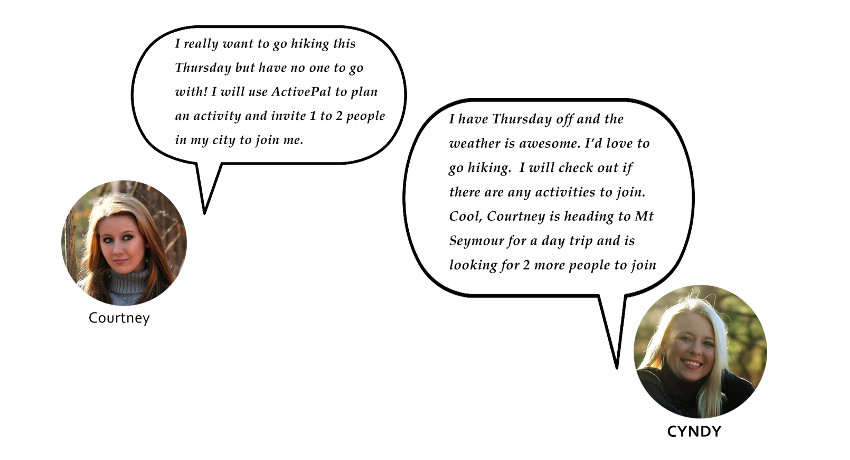 I really want to go hiking this
Thursday but have no one to go
with! I will use ActivePal to plan
an activity and invite 1 to 2 people
in my city to join me.
Courtney
I have Thursday off and the
weather is awesome. I'd love to
go hiking.  I will check out if
there are any activities to join.
Cool, Courtney is heading to Mt
Seymour for a day trip and is
looking for 2 more people to join
CYNDY